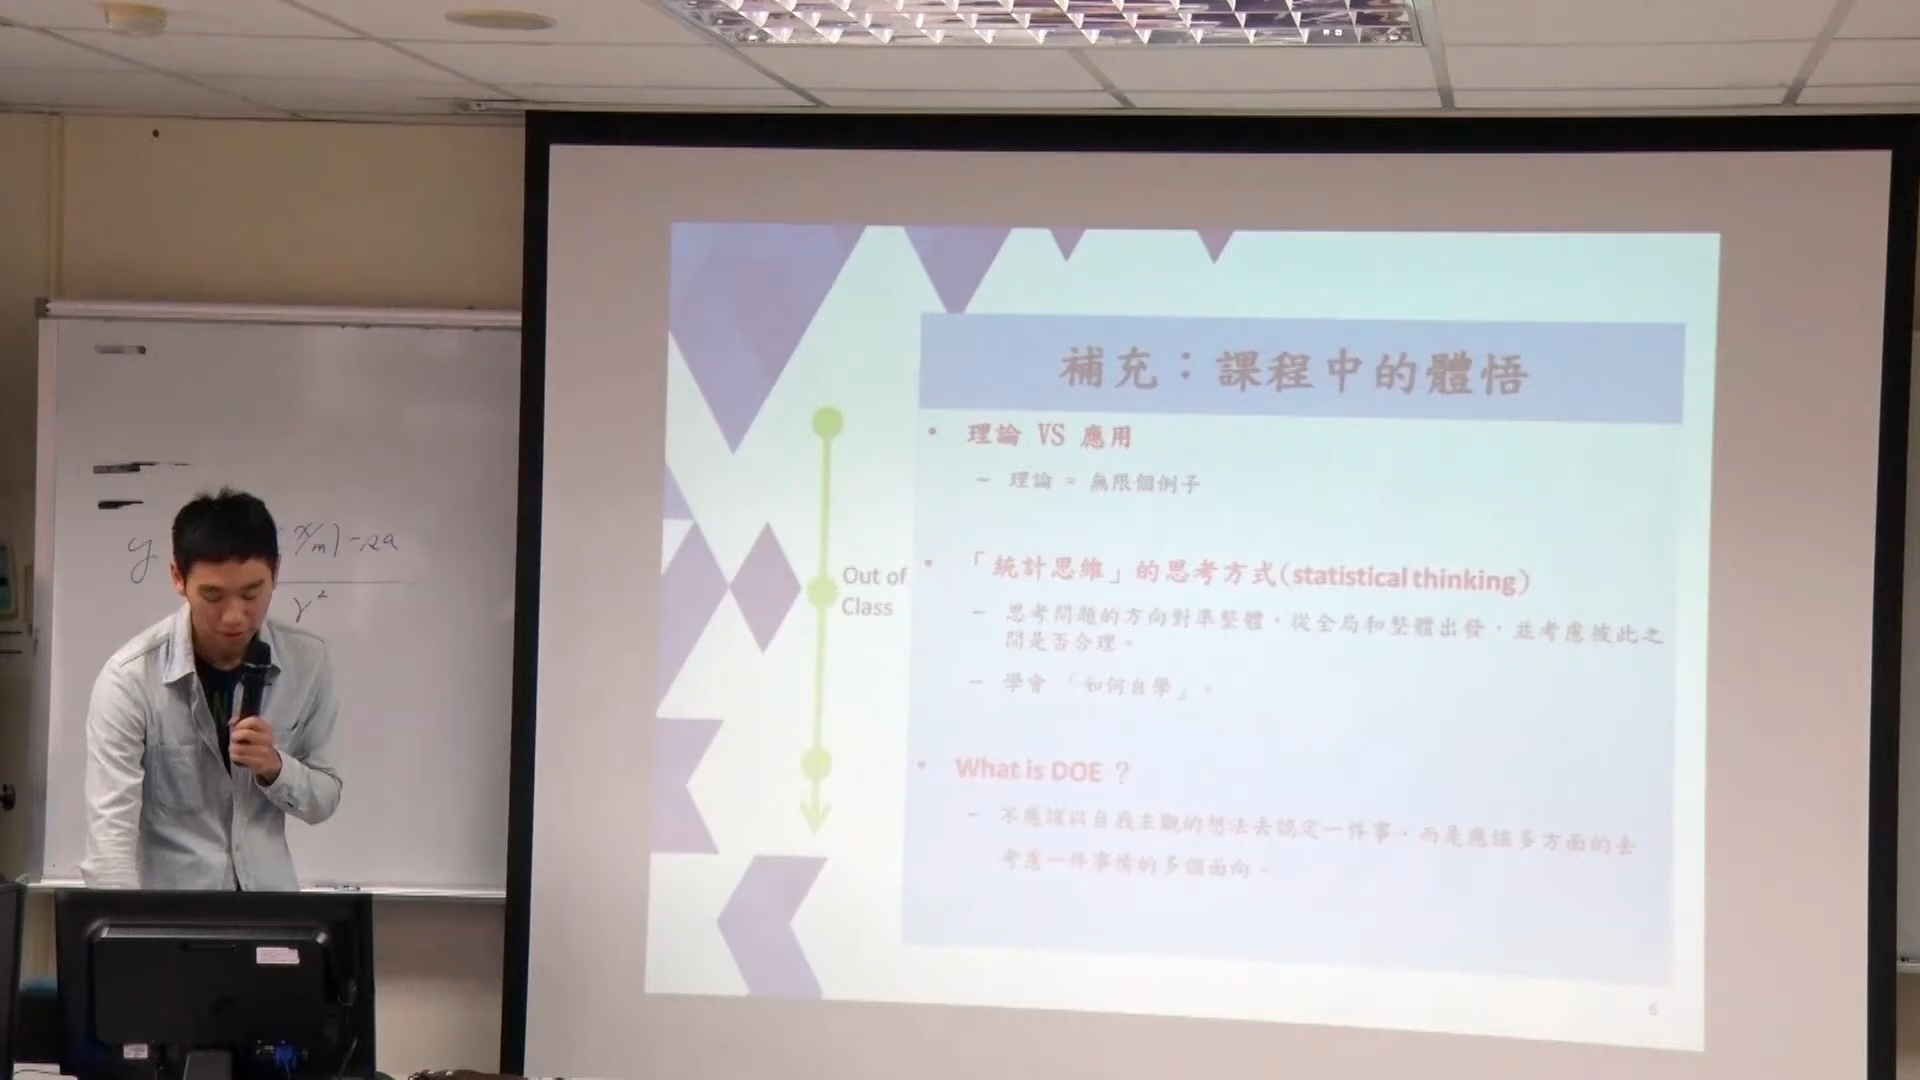 補充：課程中的體悟
• 理論 VS 應用
– 理論 = 無限個例子
Out of
Class
• 「統計思維」的思考方式(statistical thinking)
– 思考問題的方向對準整體，從全局和整體出發，並考慮彼此之
間是否合理。
– 學會 「如何自學」。
• What is DOE ？
– 不應該以自我主觀的想法去認定一件事，而是應該多方面的去
考慮一件事情的多個面向。
6
y
x/m)-2a
r²